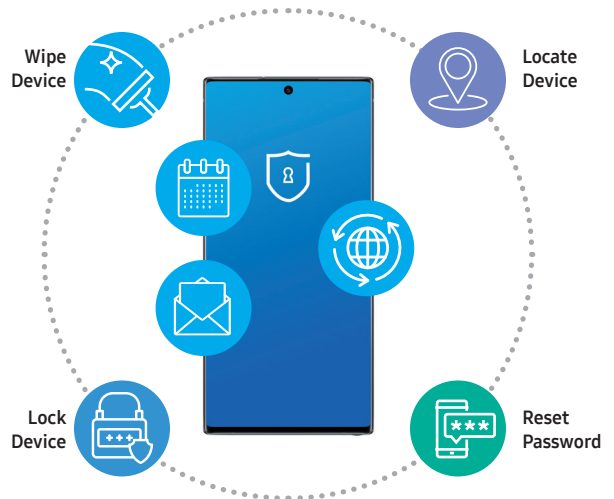 Wipe
Device
Locate
Device
Lock
Device
+++
Reset
Password
***